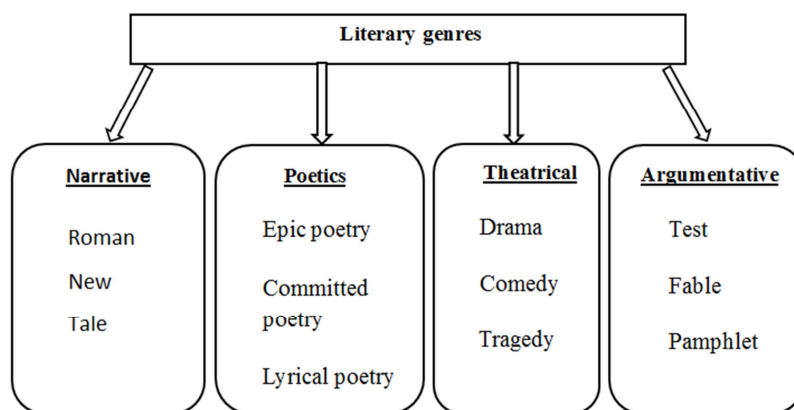 Literary genres
Narrative
Roman
New
Tale
Poetics
Epic poetry
Committed
poetry
Lyrical poetry
Theatrical
Drama
Comedy
Tragedy
Argumentative
Test
Fable
Pamphlet